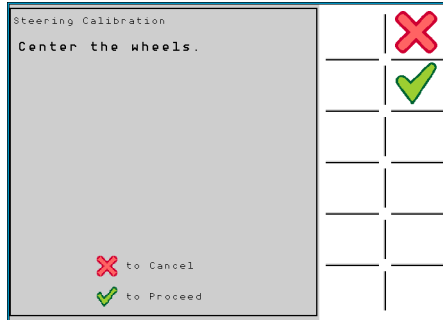 Steering Calibration
Center the wheels.
to Cancel
to Proceed